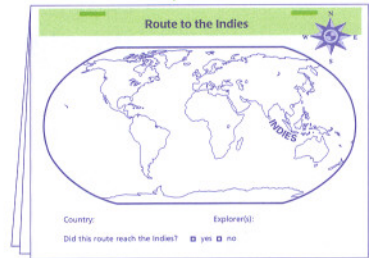 Route to the Indies
N
W E
S
INDIES
Country: Explorer(s):
Did this route reach the Indies? yes no